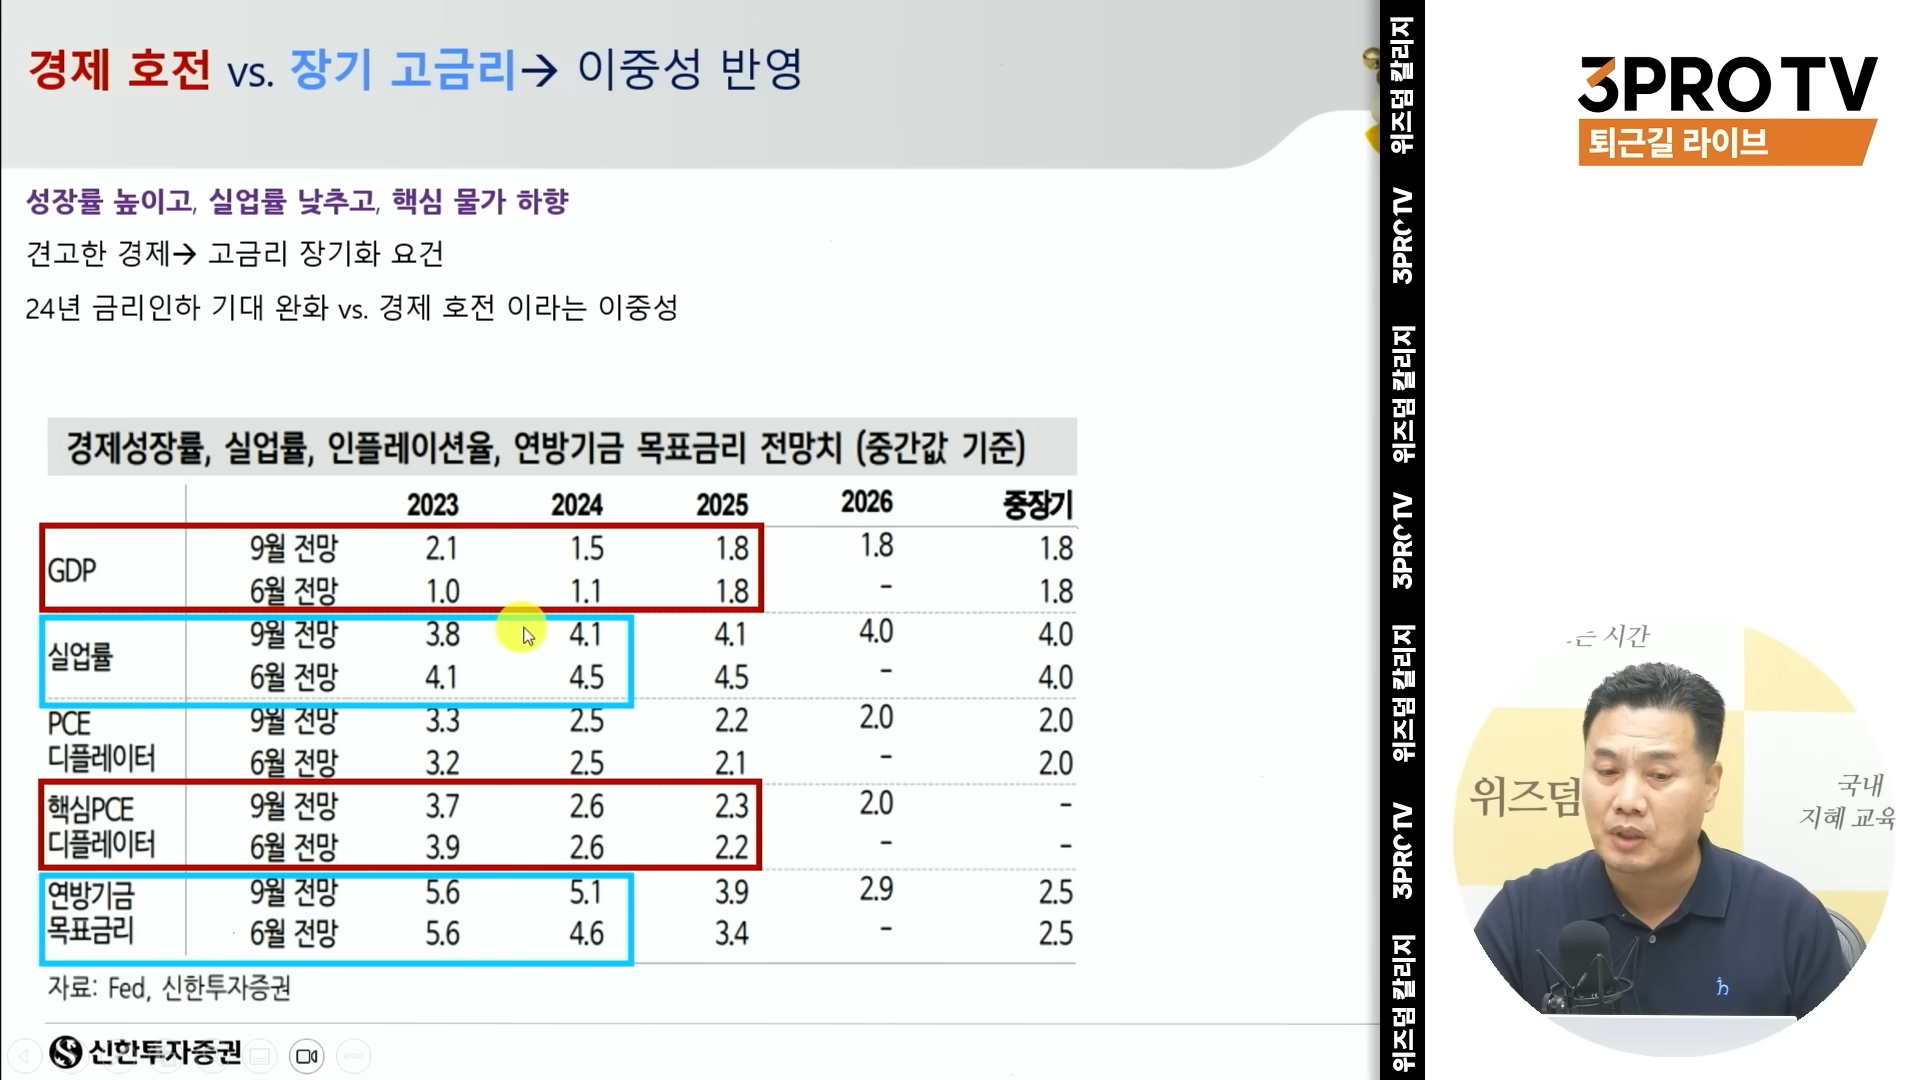 경제 호전 vs. 장기 고금리→ 이중성 반영
성장률 높이고, 실업률 낮추고, 핵심 물가 하향
견고한 경제→ 고금리 장기화 요건
24년 금리인하 기대 완화 vs. 경제 호전 이라는 이중성
경제성장률, 실업률, 인플레이션율, 연방기금 목표금리 전망치 (중간값 기준)
2023 2024 2025 2026 중장기
GDP 9월 전망 2.1 1.5 1.8 1.8 1.8
6월 전망 1.0 1.1 1.8 - 1.8
실업률 9월 전망 3.8 4.1 4.1 4.0 4.0
6월 전망 4.1 4.5 4.5 - 4.0
PCE 디플레이터 9월 전망 3.3 2.5 2.2 2.0 2.0
6월 전망 3.2 2.5 2.1 - 2.0
핵심PCE 디플레이터 9월 전망 3.7 2.6 2.3 2.0 -
6월 전망 3.9 2.6 2.2 - -
연방기금 목표금리 9월 전망 5.6 5.1 3.9 2.9 2.5
6월 전망 5.6 4.6 3.4 - 2.5
자료: Fed, 신한투자증권
신한투자증권
위즈덤 칼리지
3PRO TV
위즈덤 칼리지
3PRO TV
위즈덤 칼리지
3PRO TV
위즈덤 칼리지
3PRO TV
퇴근길 라이브
시간
위즈덤
국내
지혜 교육